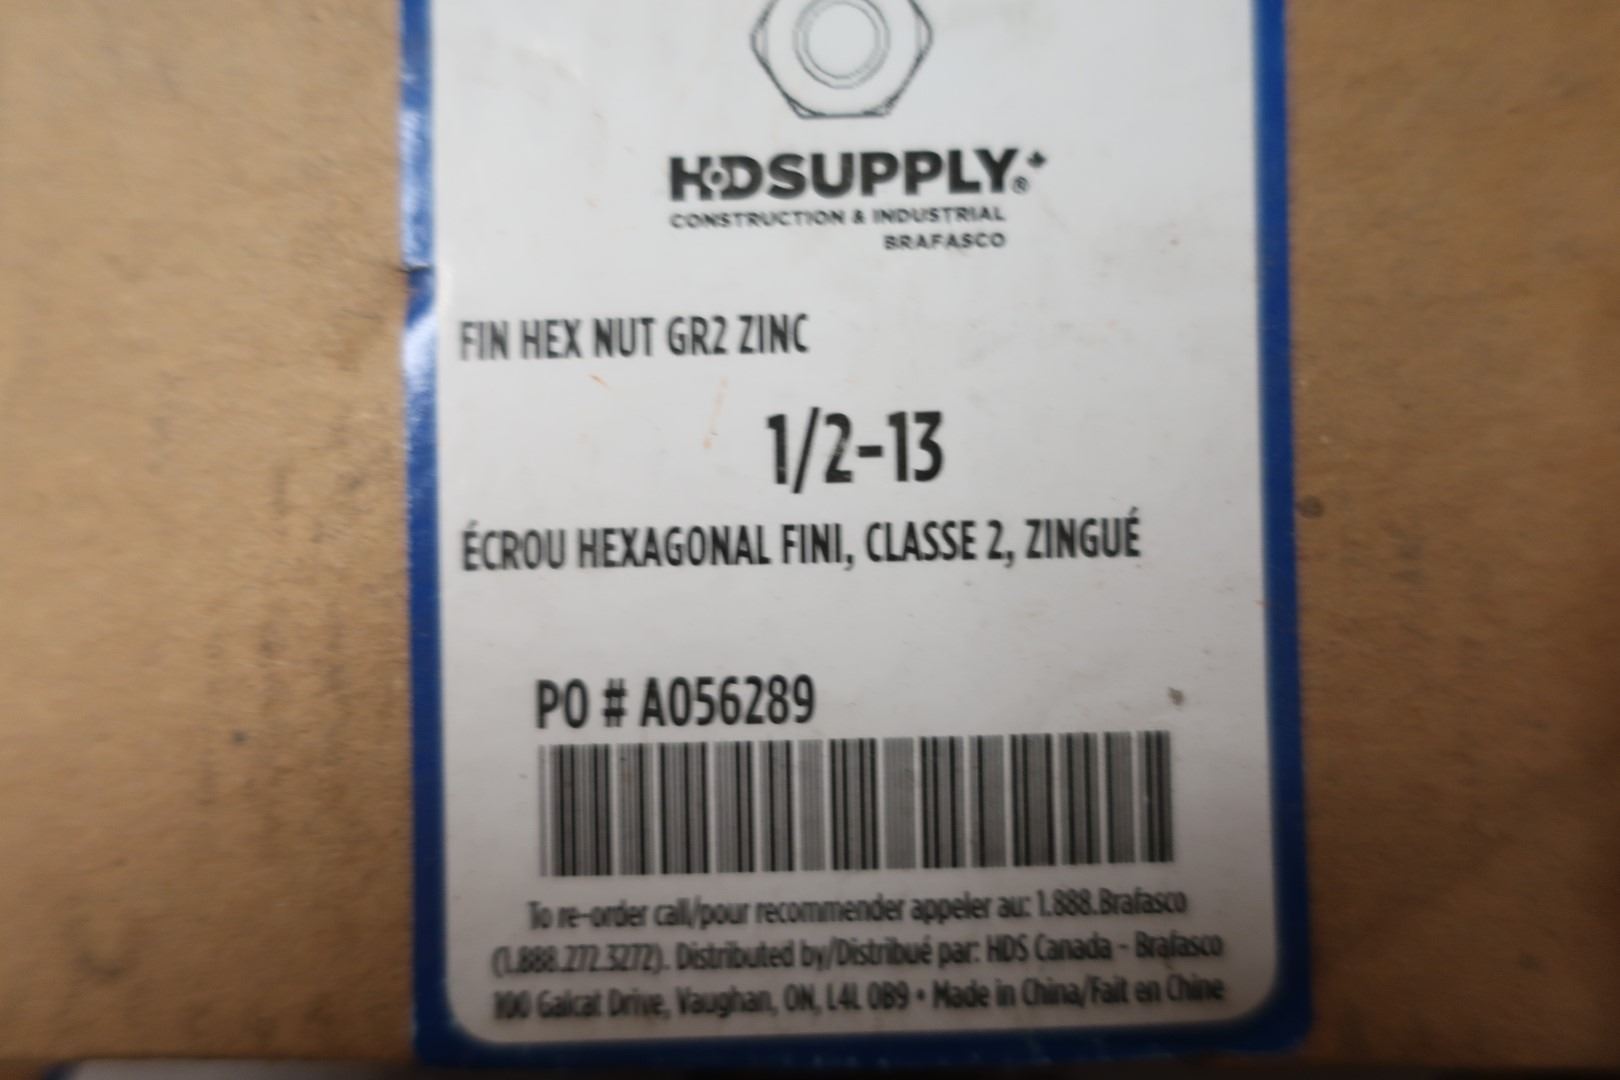 HDSUPPLY®
CONSTRUCTION & INDUSTRIAL
BRAFASCO
FIN HEX NUT GR2 ZINC
1/2-13
ÉCROU HEXAGONAL FINI, CLASSE 2, ZINGUÉ
PO # A056289
To re-order call/pour recommender appeler au: 1.888.Brafasco
(1.888.272.3272). Distributed by/Distribué par: HDS Canada - Brafasco
100 Galcat Drive, Vaughan, ON, L4L 0B9 • Made in China/Fait en Chine